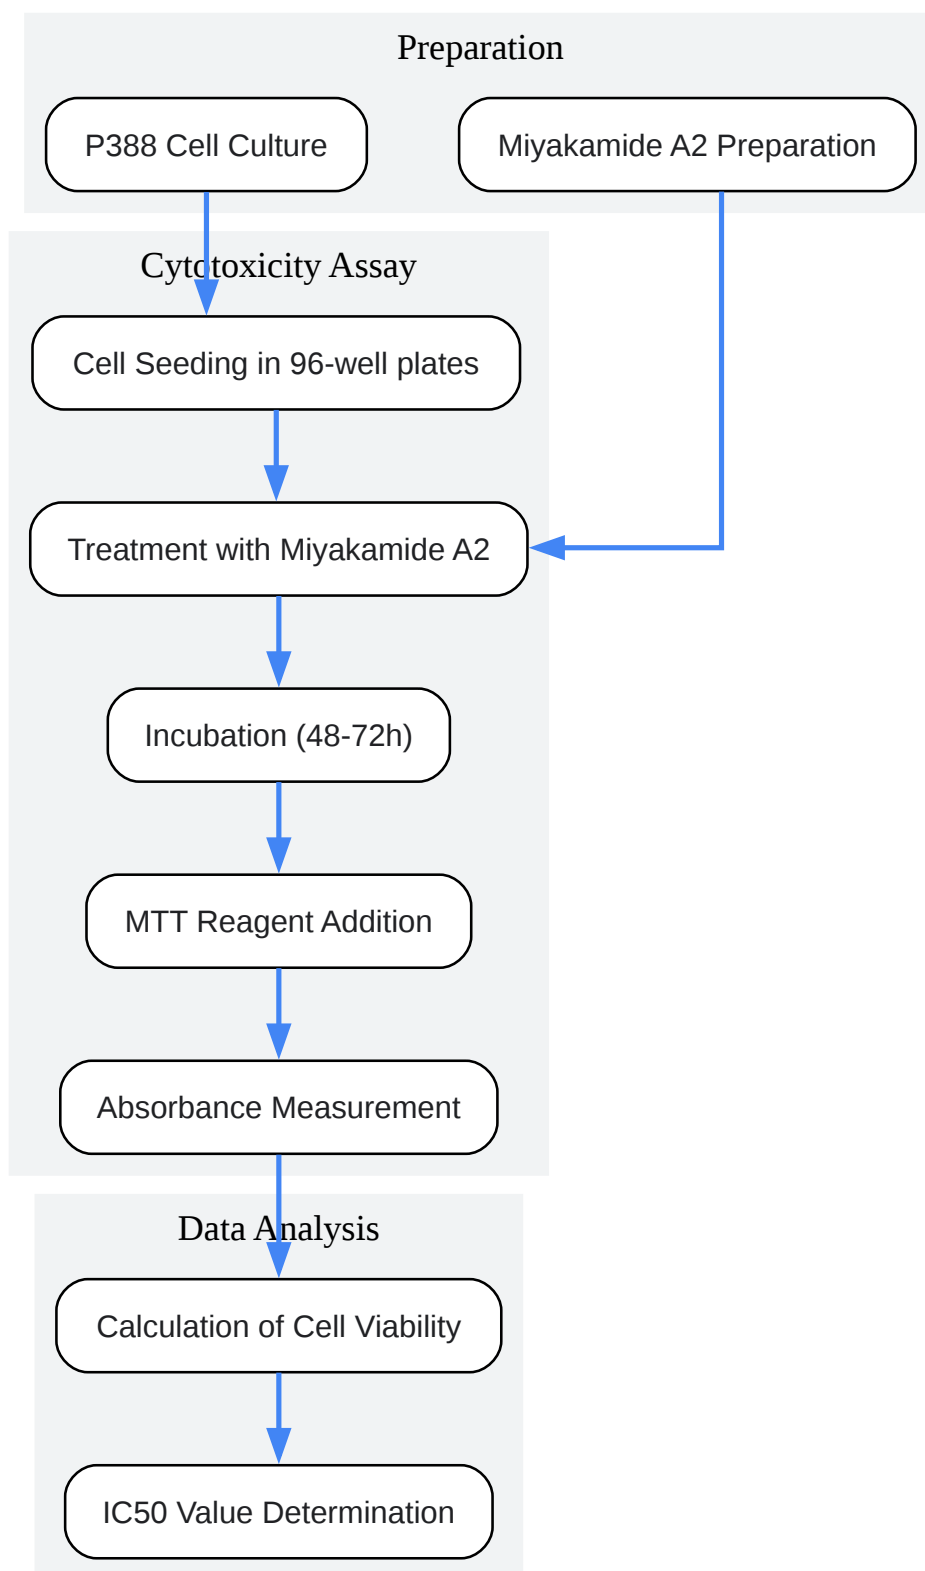 Preparation
P388 Cell Culture
Miyakamide A2 Preparation
Cytotoxicity Assay
Cell Seeding in 96-well plates
Treatment with Miyakamide A2
Incubation (48-72h)
MTT Reagent Addition
Absorbance Measurement
Data Analysis
Calculation of Cell Viability
IC50 Value Determination